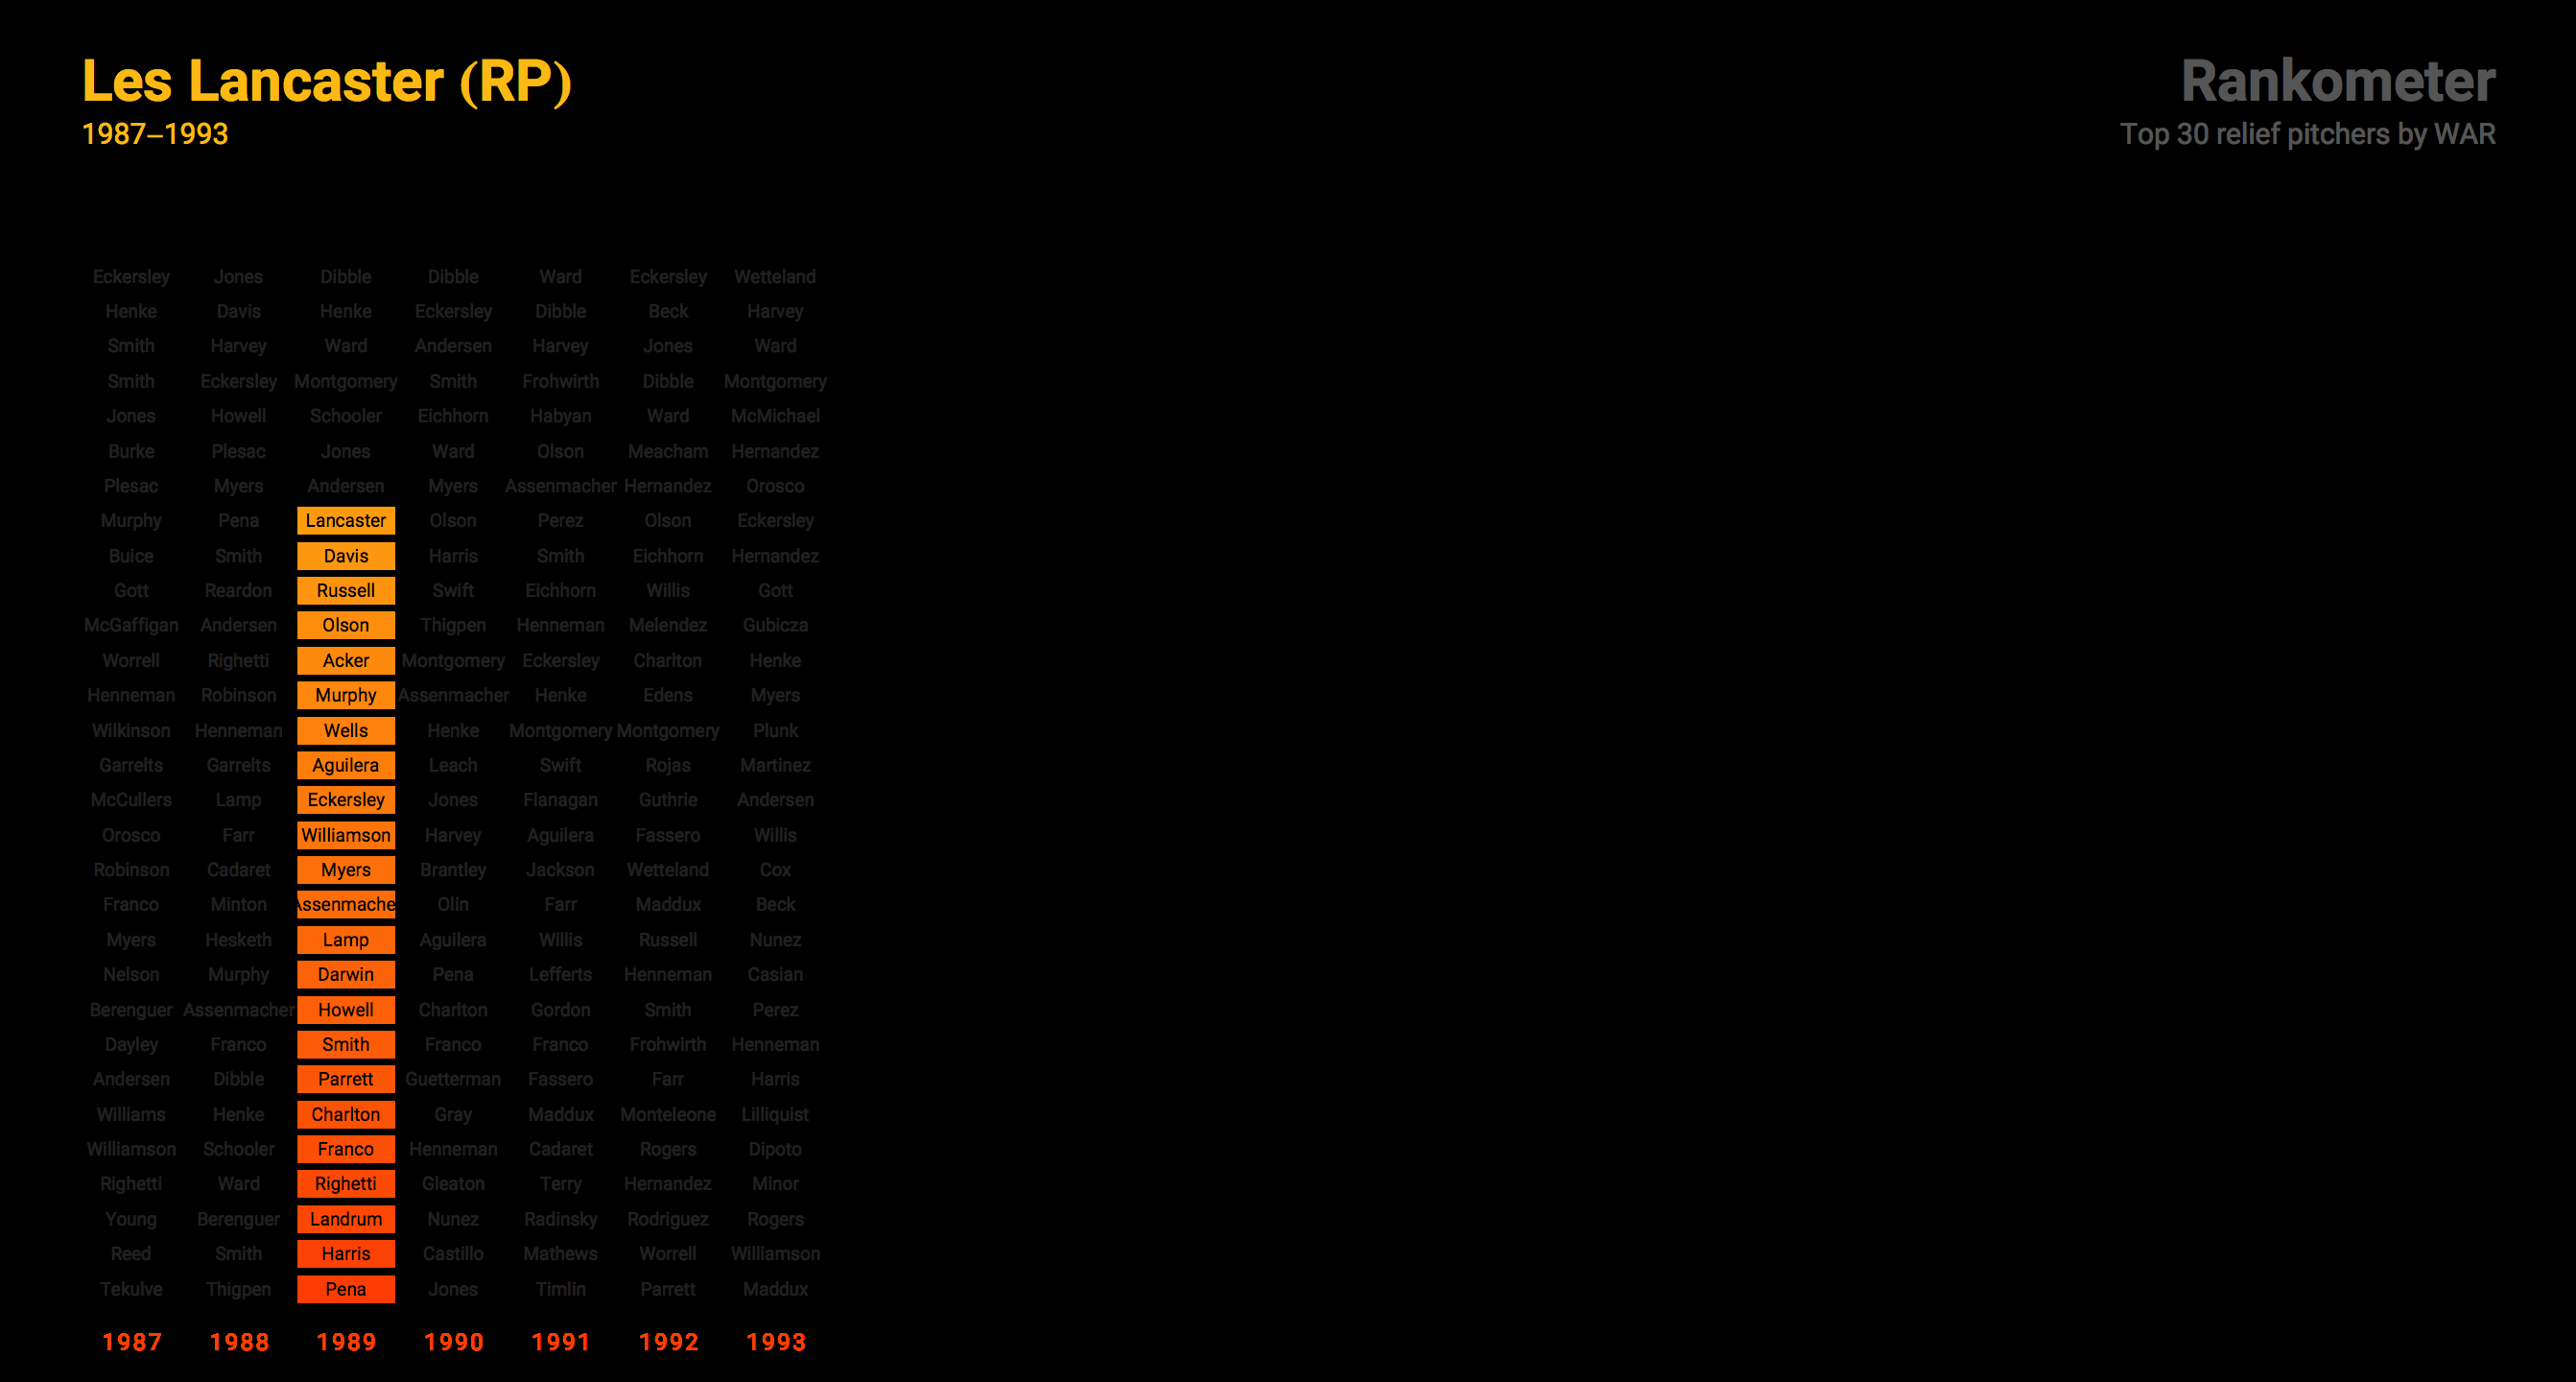 Les Lancaster (RP)
1987–1993
Rankometer
Top 30 relief pitchers by WAR
Eckersley Jones Dibble Dibble Ward Eckersley Wetteland
Henke Davis Henke Eckersley Dibble Beck Harvey
Smith Harvey Ward Andersen Harvey Jones Ward
Smith Eckersley Montgomery Smith Frohwirth Dibble Montgomery
Jones Howell Schooler Eichhorn Habyan Ward McMichael
Burke Plesac Jones Ward Olson Meacham Hernandez
Plesac Myers Andersen Myers Assenmacher Hernandez Orosco
Murphy Pena Lancaster Olson Perez Olson Eckersley
Buice Smith Davis Harris Smith Eichhorn Hernandez
Gott Reardon Russell Swift Eichhorn Willis Gott
McGaffigan Andersen Olson Thigpen Henneman Melendez Gubicza
Worrell Righetti Acker Montgomery Eckersley Charlton Henke
Henneman Robinson Murphy Assenmacher Henke Edens Myers
Wilkinson Henneman Wells Henke Montgomery Montgomery Plunk
Garrelts Garrelts Aguilera Leach Swift Rojas Martinez
McCullers Lamp Eckersley Jones Flanagan Guthrie Andersen
Orosco Farr Williamson Harvey Aguilera Fassero Willis
Robinson Cadaret Myers Brantley Jackson Wetteland Cox
Franco Minton Assenmache Olin Farr Maddux Beck
Myers Hesketh Lamp Aguilera Willis Russell Nunez
Nelson Murphy Darwin Pena Lefferts Henneman Casian
Berenguer Assenmacher Howell Charlton Gordon Smith Perez
Dayley Franco Smith Franco Franco Frohwirth Henneman
Andersen Dibble Parrett Guetterman Fassero Farr Harris
Williams Henke Charlton Gray Maddux Monteleone Lilliquist
Williamson Schooler Franco Henneman Cadaret Rogers Dipoto
Righetti Ward Righetti Gleaton Terry Hernandez Minor
Young Berenguer Landrum Nunez Radinsky Rodriguez Rogers
Reed Smith Harris Castillo Mathews Worrell Williamson
Tekulve Thigpen Pena Jones Timlin Parrett Maddux
1987 1988 1989 1990 1991 1992 1993